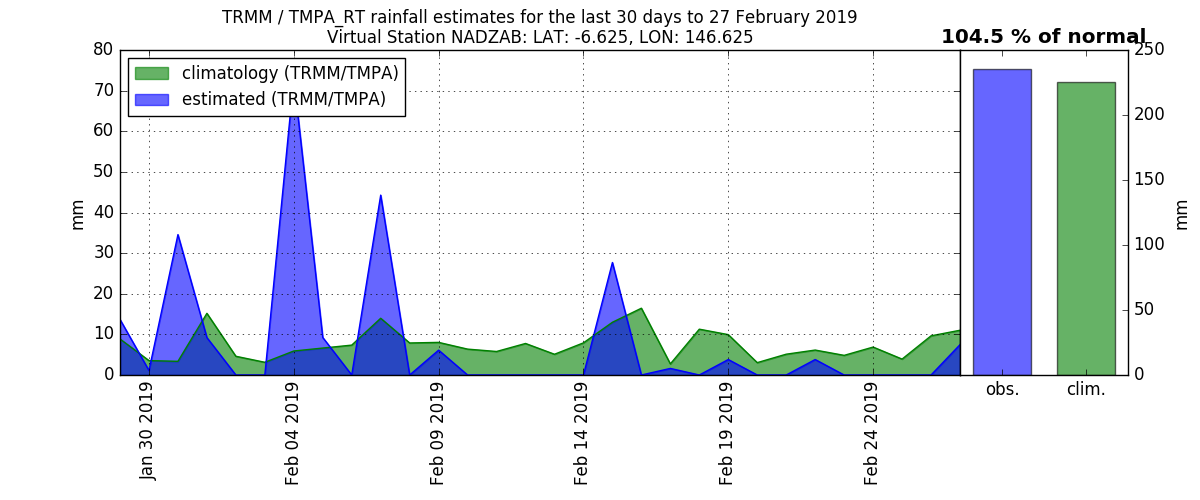 TRMM / TMPA_RT rainfall estimates for the last 30 days to 27 February 2019
Virtual Station NADZAB: LAT: -6.625, LON: 146.625
104.5 % of normal
climatology (TRMM/TMPA)
estimated (TRMM/TMPA)
80
70
60
50
40
30
20
10
0
mm
Jan 30 2019
Feb 04 2019
Feb 09 2019
Feb 14 2019
Feb 19 2019
Feb 24 2019
obs.
clim.
250
200
150
100
50
0
mm